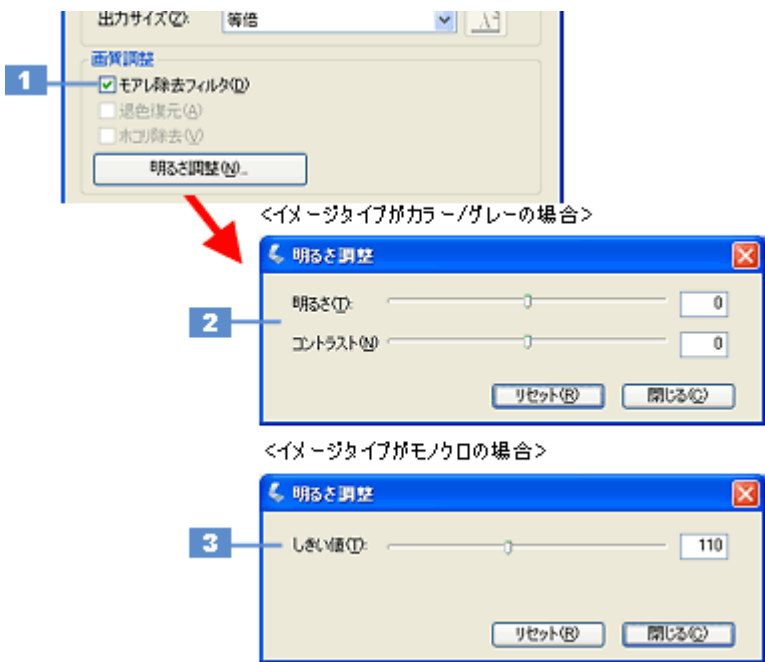 出力サイズ(Z): 等倍
画質調整
1 モアレ除去フィルタ(D)
退色復元(A)
ホコリ除去(V)
明るさ調整(N)...
<イメージタイプがカラー/グレーの場合>
明るさ調整
2
明るさ(T): 0
コントラスト(N) 0
リセット(R) 閉じる(C)
<イメージタイプがモノクロの場合>
明るさ調整
3 しきい値(T): 110
リセット(R) 閉じる(C)